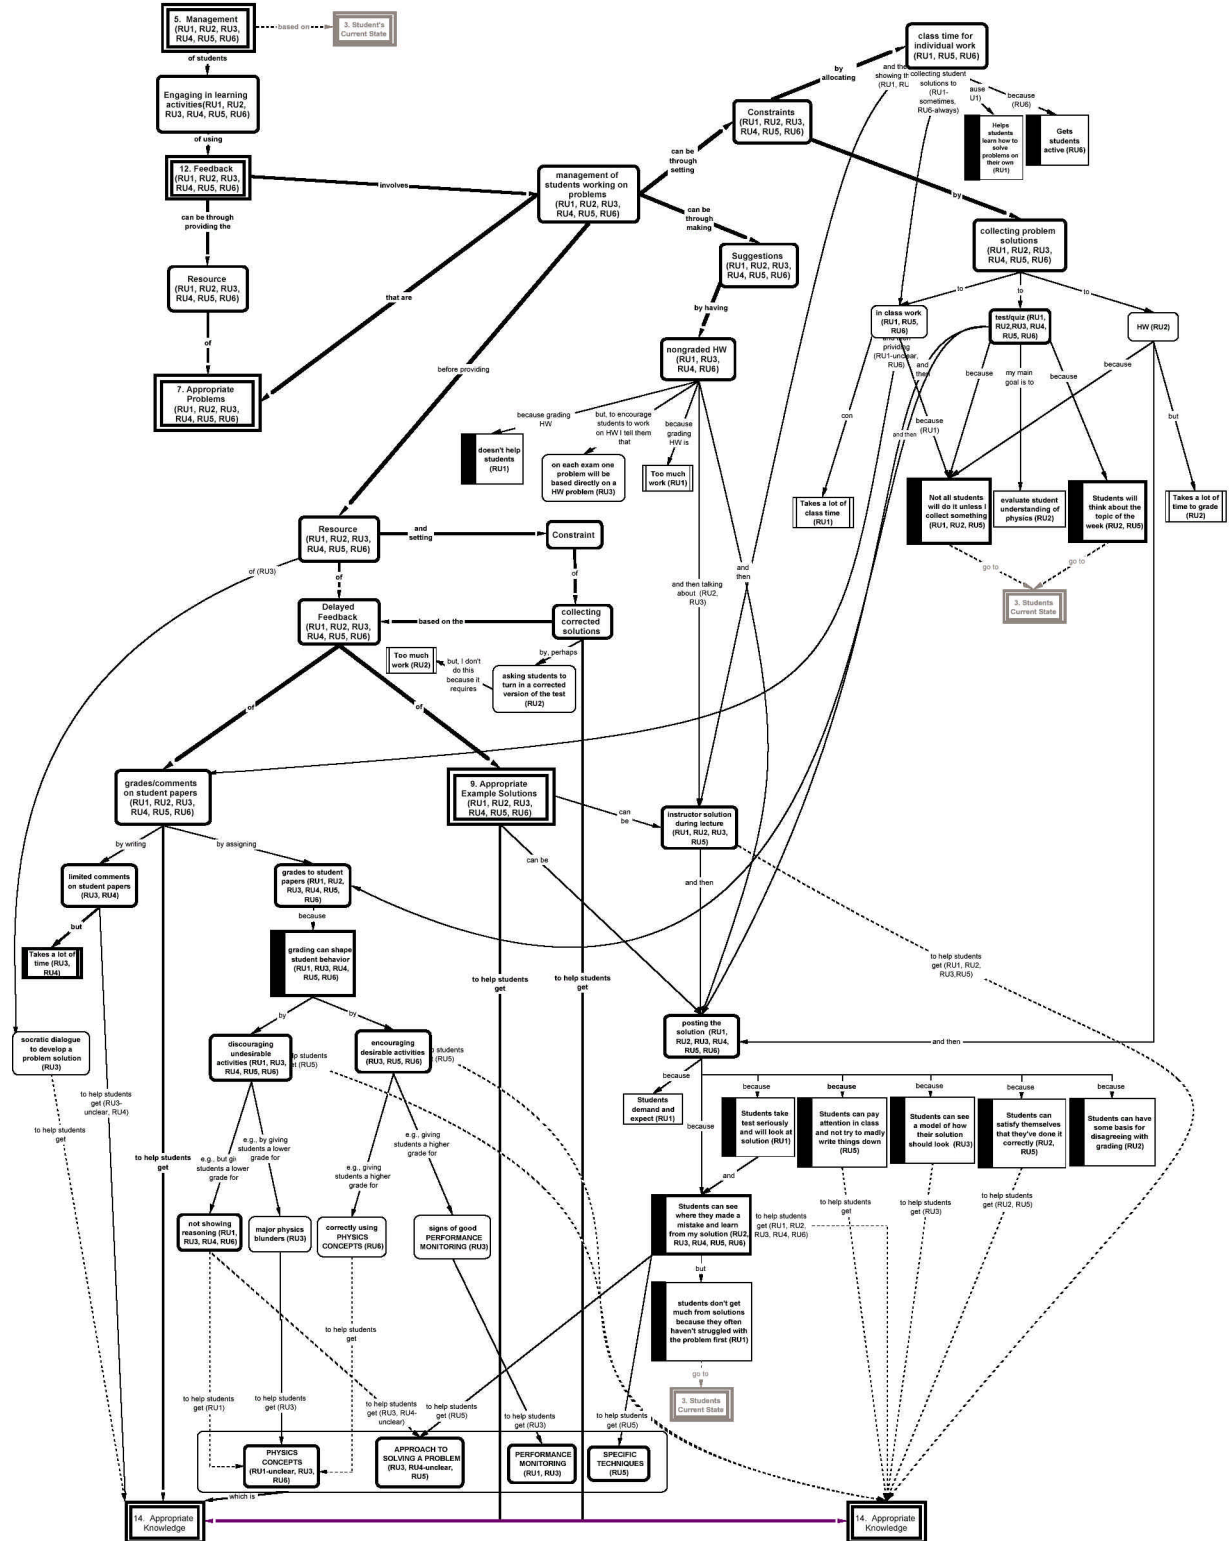 5. Management
(RU1, RU2, RU3,
RU4, RU5, RU6)
based on
3. Student's
Current State
of students
Engaging in learning
activities(RU1, RU2,
RU3, RU4, RU5,
RU6)
of using
12. Feedback
(RU1, RU2, RU3,
RU4, RU5, RU6)
involves
can be through
providing the
Resource
(RU1, RU2, RU3,
RU4, RU5, RU6)
of
7. Appropriate
Problems
(RU1, RU2, RU3,
RU4, RU5, RU6)
that are
management of
students working on
problems
(RU1, RU2, RU3,
RU4, RU5, RU6)
can be
through
setting
Constraints
(RU1, RU2, RU3,
RU4, RU5, RU6)
by
allocating
class time for
individual work
(RU1, RU5, RU6)
and the
showing th
(RU1, RU
collecting student
solutions to
(RU1-
sometimes,
RU6-always)
ause
U1)
because
(RU6)
Helps
students
learn how to
solve
problems on
their own
(RU1)
Gets
students
active (RU6)
by
collecting problem
solutions
(RU1, RU2, RU3,
RU4, RU5, RU6)
can be
through
making
Suggestions
(RU1, RU2, RU3,
RU4, RU5, RU6)
by having
nongraded HW
(RU1, RU3,
RU4, RU6)
to
to
to
in class work
(RU1, RU5,
RU6)
test/quiz (RU1,
RU2,RU3, RU4,
RU5, RU6)
HW (RU2)
and then
prividing
(RU1-unclear,
RU6)
and
then
because
my main
goal is to
because
because
before providing
because grading
HW
but, to encourage
students to work
on HW I tell them
that
because
grading
HW is
doesn't help
students
(RU1)
on each exam one
problem will be
based directly on a
HW problem (RU3)
Too much
work (RU1)
con
because
(RU1)
and then
but
Takes a lot of
class time
(RU1)
Not all students
will do it unless I
collect something
(RU1, RU2, RU5)
evaluate student
understanding of
physics (RU2)
Students will
think about the
topic of the
week (RU2, RU5)
Takes a lot of
time to grade
(RU2)
go to
go to
3. Students
Current State
Resource
(RU1, RU2, RU3,
RU4, RU5, RU6)
and
setting
Constraint
of (RU3)
of
of
and
then
and then talking
about (RU2,
RU3)
Delayed
Feedback
(RU1, RU2, RU3,
RU4, RU5, RU6)
based on the
collecting
corrected
solutions
by, perhaps
Too much
work (RU2)
but, I don't
do this
because it
requires
asking students to
turn in a corrected
version of the test
(RU2)
of
of
grades/comments
on student papers
(RU1, RU2, RU3,
RU4, RU5, RU6)
9. Appropriate
Example Solutions
(RU1, RU2, RU3,
RU4, RU5, RU6)
can
be
instructor solution
during lecture
(RU1, RU2, RU3,
RU5)
by writing
by assigning
can be
and then
limited comments
on student papers
(RU3, RU4)
grades to student
papers (RU1, RU2,
RU3, RU4, RU5,
RU6)
but
because
Takes a lot of
time (RU3,
RU4)
grading can shape
student behavior
(RU1, RU3, RU4,
RU5, RU6)
to help students
get
to help students
get
to help students
get (RU1, RU2,
RU3,RU5)
by
by
socratic dialogue
to develop a
problem solution
(RU3)
discouraging
undesirable
activities (RU1, RU3,
RU4, RU5, RU6)
lp students
t (RU5)
encouraging
desirable activities
(RU3, RU5, RU6)
students
(RU5)
posting the
solution (RU1,
RU2, RU3, RU4,
RU5, RU6)
and then
because
because
because
because
because
because
because
Students
demand and
expect (RU1)
Students take
test seriously
and will look at
solution (RU1)
Students can pay
attention in class
and not try to madly
write things down
(RU5)
Students can see
a model of how
their solution
should look (RU3)
Students can
satisfy themselves
that they've done it
correctly (RU2,
RU5)
Students can have
some basis for
disagreeing with
grading (RU2)
to help students
get (RU3-
unclear, RU4)
to help students
get
to help students
get
e.g., but gi
students a lower
grade for
e.g., by giving
students a lower
grade for
e.g., giving
students a higher
grade for
e.g., giving
students a higher
grade for
and
not showing
reasoning (RU1,
RU3, RU4, RU6)
major physics
blunders (RU3)
correctly using
PHYSICS
CONCEPTS (RU6)
signs of good
PERFORMANCE
MONITORING (RU3)
Students can see
where they made a
mistake and learn
from my solution (RU2,
RU3, RU4, RU5, RU6)
to help students
get (RU1, RU2,
RU3, RU4, RU6)
to help students
get
to help students
get (RU3)
to help students
get (RU2, RU5)
but
students don't get
much from solutions
because they often
haven't struggled with
the problem first (RU1)
go to
3. Students
Current State
to help students
get
to help students
get (RU1)
to help students
get (RU3)
to help students
get (RU3, RU4-
unclear)
to help students
get (RU5)
to help students
get (RU3)
to help students
get (RU5)
PHYSICS
CONCEPTS
(RU1-unclear, RU3,
RU6)
APPROACH TO
SOLVING A PROBLEM
(RU3, RU4-unclear,
RU5)
PERFORMANCE
MONITORING
(RU1, RU3)
SPECIFIC
TECHNIQUES
(RU5)
which is
14. Appropriate
Knowledge
14. Appropriate
Knowledge